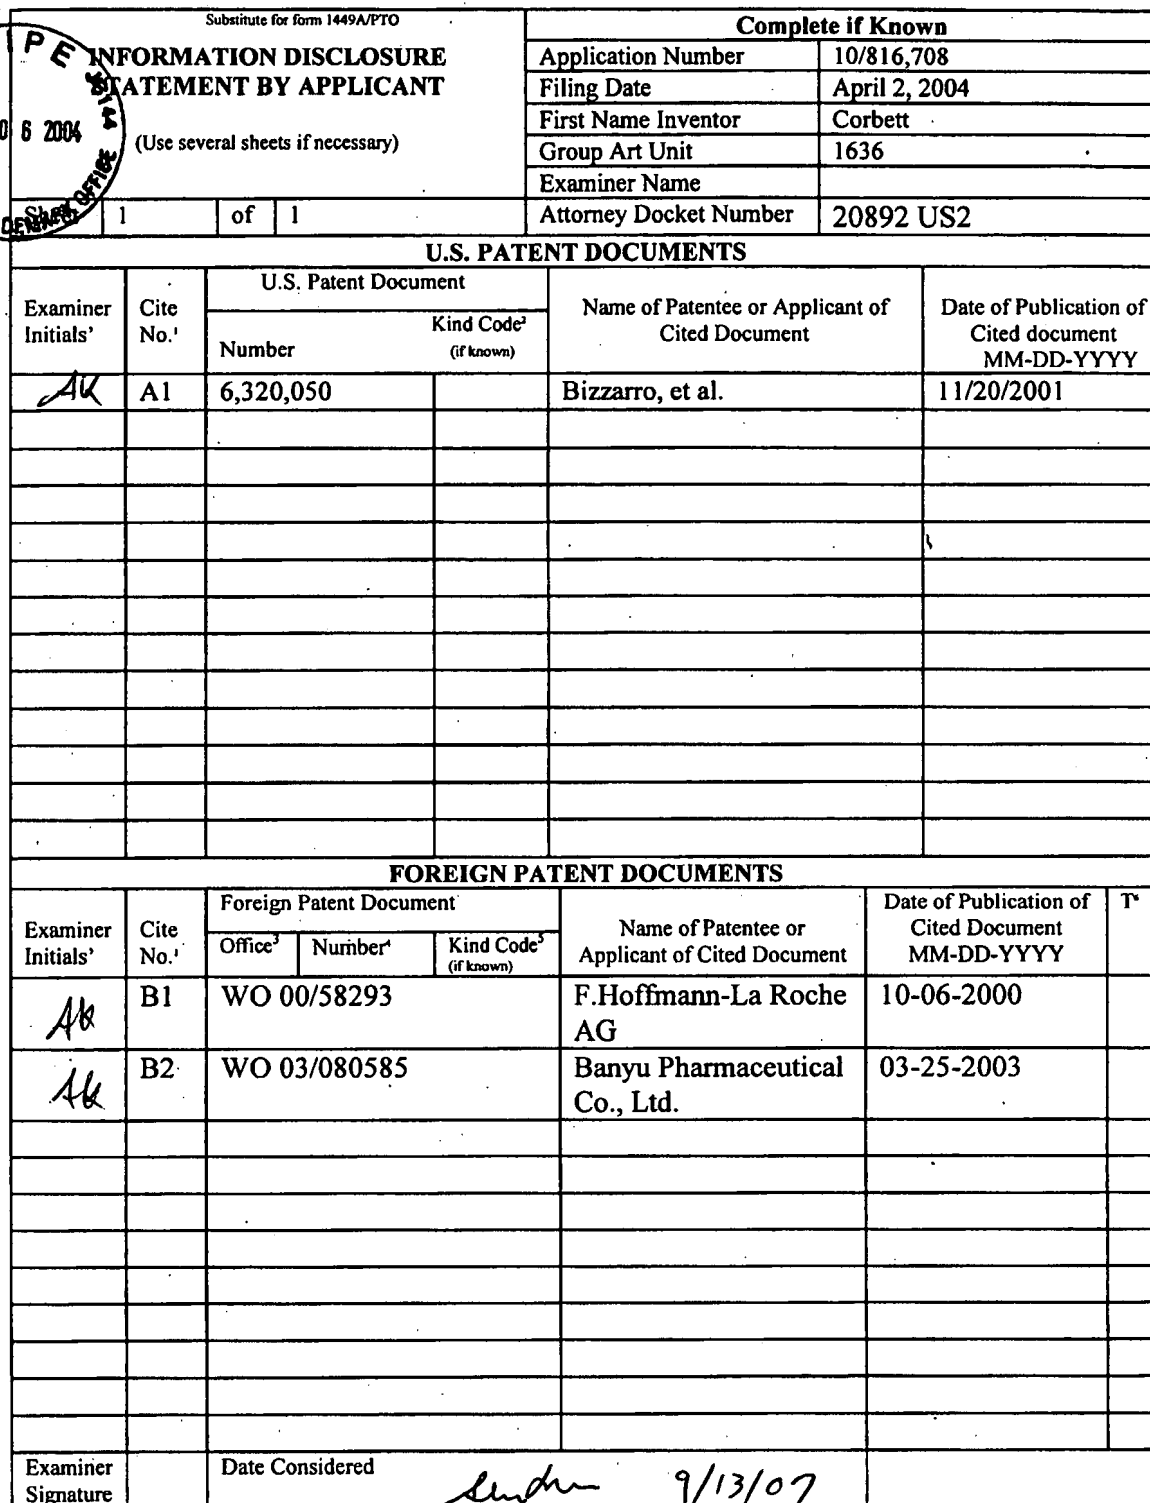 Substitute for form 1449A/PTO
INFORMATION DISCLOSURE
STATEMENT BY APPLICANT
(Use several sheets if necessary)
P E
0 6 2004
1 of 1
Complete if Known
Application Number 10/816,708
Filing Date April 2, 2004
First Name Inventor Corbett
Group Art Unit 1636
Examiner Name
Attorney Docket Number 20892 US2
U.S. PATENT DOCUMENTS
Examiner Initials'
Cite No.¹
U.S. Patent Document
Number
Kind Code² (if known)
Name of Patentee or Applicant of Cited Document
Date of Publication of Cited document MM-DD-YYYY
AK A1 6,320,050 Bizzarro, et al. 11/20/2001
FOREIGN PATENT DOCUMENTS
Examiner Initials'
Cite No.¹
Foreign Patent Document
Office³
Number⁴
Kind Code⁵ (if known)
Name of Patentee or Applicant of Cited Document
Date of Publication of Cited Document MM-DD-YYYY
T⁶
AK B1 WO 00/58293 F.Hoffmann-La Roche AG 10-06-2000
AK B2 WO 03/080585 Banyu Pharmaceutical Co., Ltd. 03-25-2003
Examiner Signature
Date Considered
9/13/07